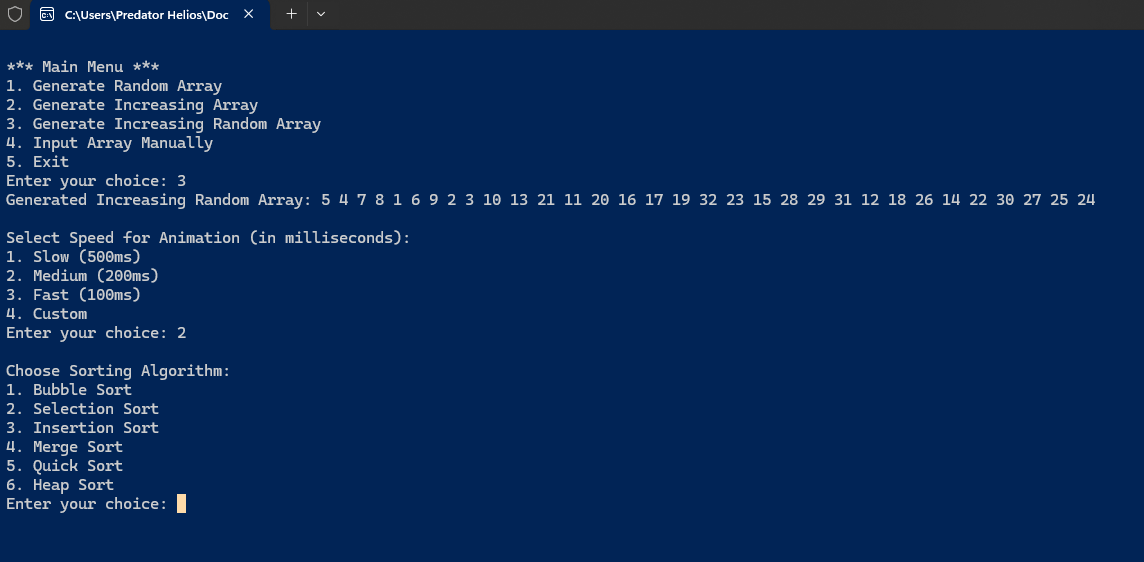 C:\Users\Predator Helios\Doc
*** Main Menu ***
1. Generate Random Array
2. Generate Increasing Array
3. Generate Increasing Random Array
4. Input Array Manually
5. Exit
Enter your choice: 3
Generated Increasing Random Array: 5 4 7 8 1 6 9 2 3 10 13 21 11 20 16 17 19 32 23 15 28 29 31 12 18 26 14 22 30 27 25 24
Select Speed for Animation (in milliseconds):
1. Slow (500ms)
2. Medium (200ms)
3. Fast (100ms)
4. Custom
Enter your choice: 2
Choose Sorting Algorithm:
1. Bubble Sort
2. Selection Sort
3. Insertion Sort
4. Merge Sort
5. Quick Sort
6. Heap Sort
Enter your choice: